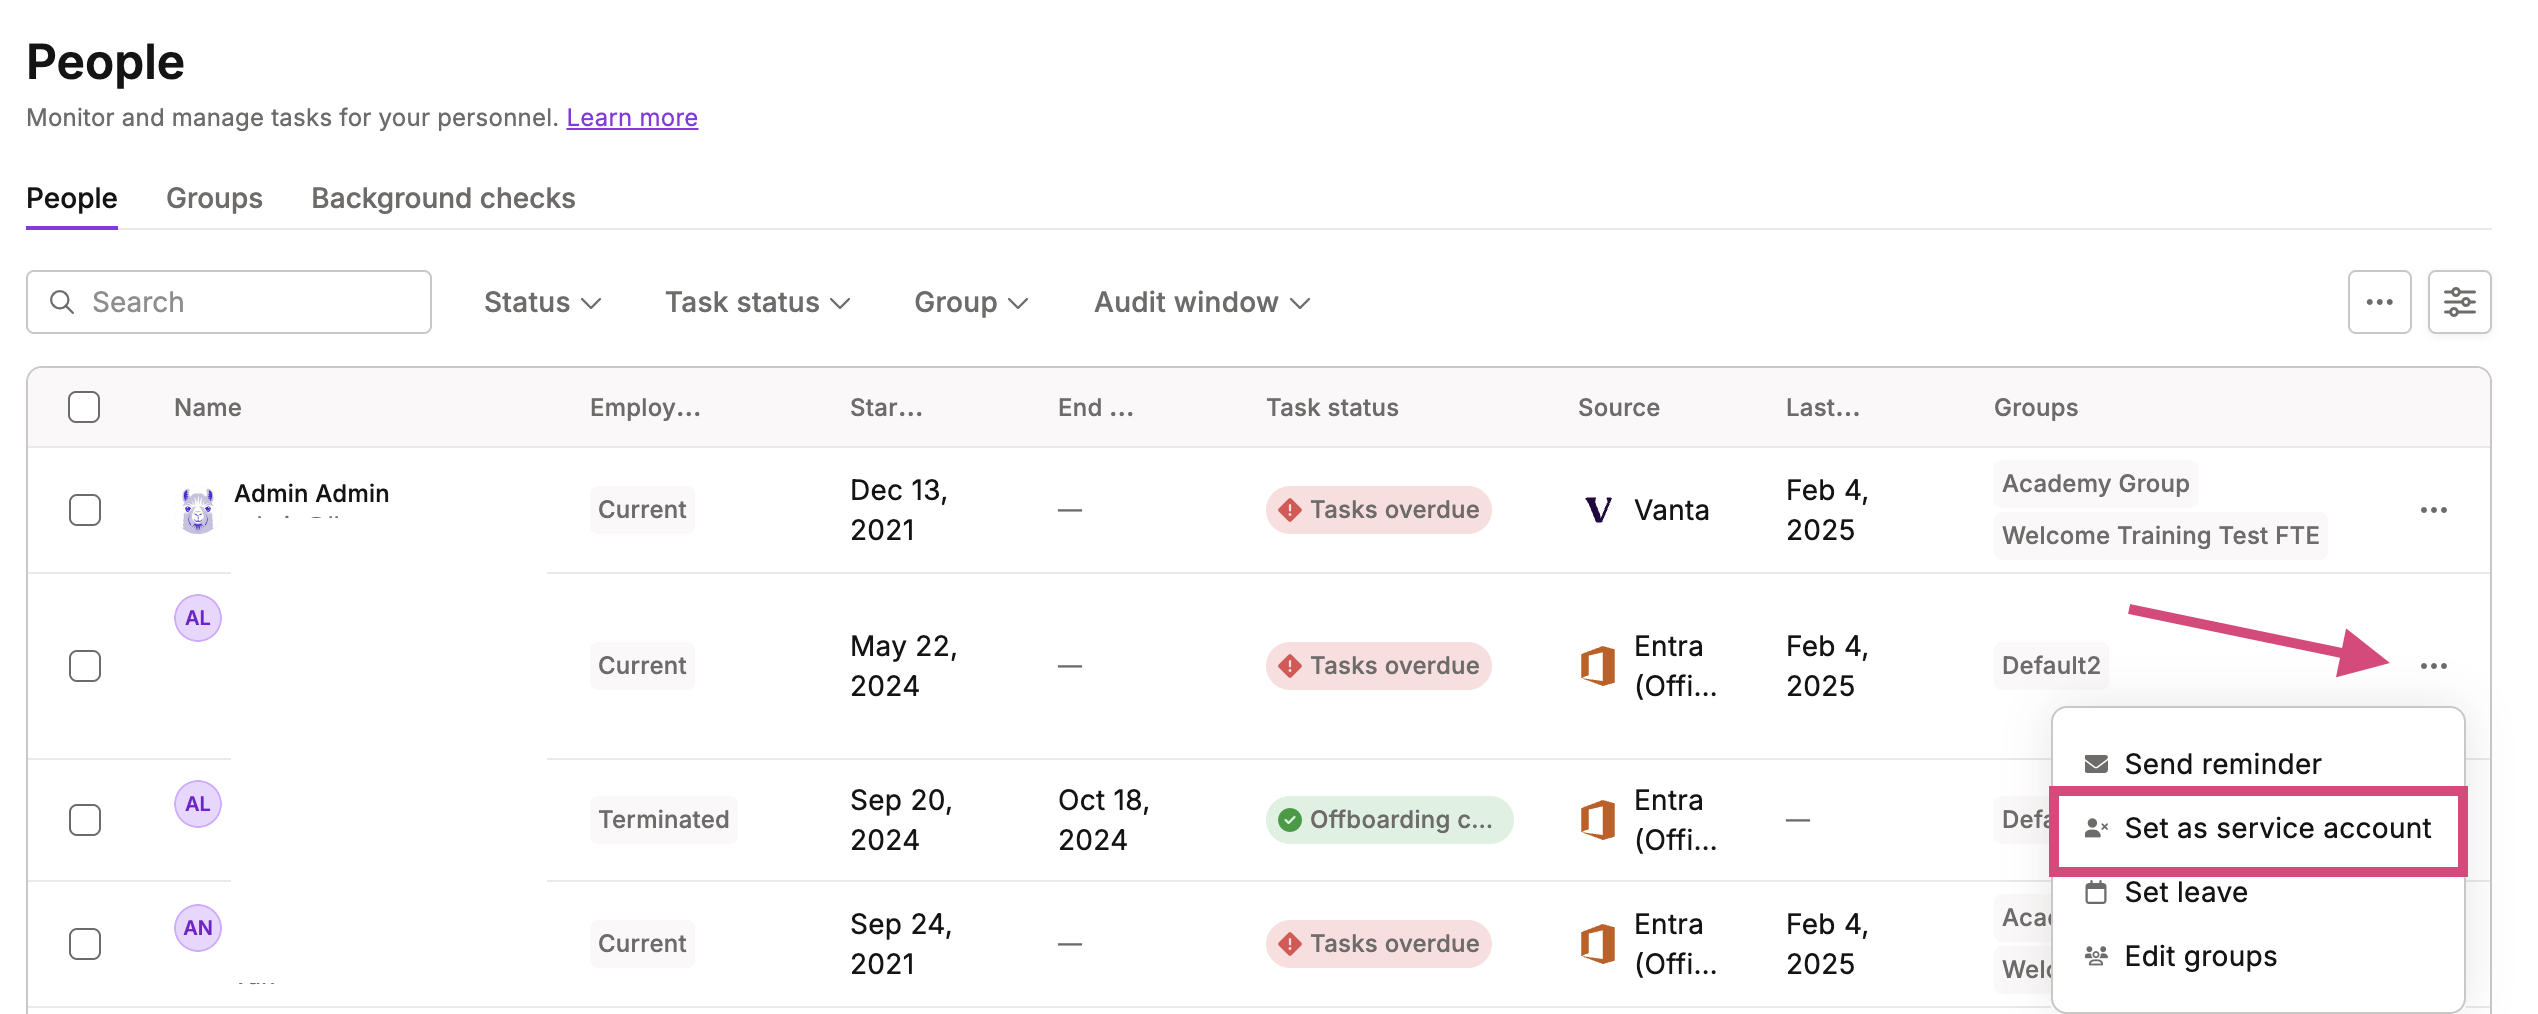 People
Monitor and manage tasks for your personnel. Learn more
People Groups Background checks
Search Status Task status Group Audit window
Name Employ... Star... End ... Task status Source Last... Groups
Admin Admin Current Dec 13, 2021 — Tasks overdue Vanta Feb 4, 2025 Academy Group Welcome Training Test FTE
AL Current May 22, 2024 — Tasks overdue Entra (Offi... Feb 4, 2025 Default2
Send reminder
Set as service account
Set leave
Edit groups
AL Terminated Sep 20, 2024 Oct 18, 2024 Offboarding c... Entra (Offi... —
AN Current Sep 24, 2021 — Tasks overdue Entra (Offi... Feb 4, 2025